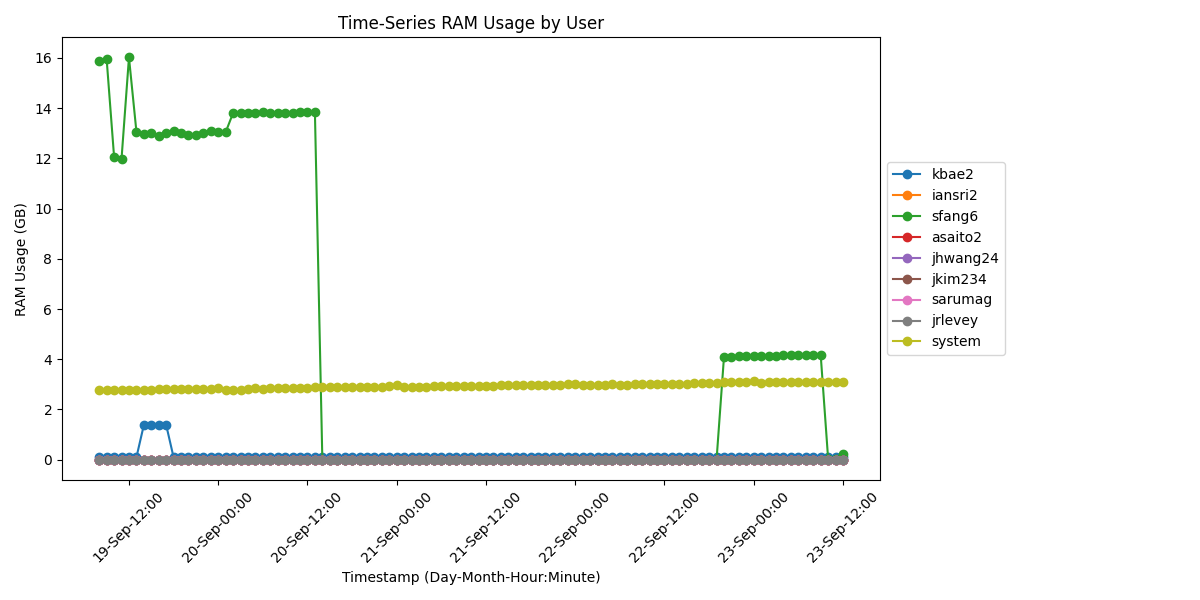 Time-Series RAM Usage by User
16
14
12
10
8
6
4
2
0
RAM Usage (GB)
19-Sep-12:00
20-Sep-00:00
20-Sep-12:00
21-Sep-00:00
21-Sep-12:00
22-Sep-00:00
22-Sep-12:00
23-Sep-00:00
23-Sep-12:00
Timestamp (Day-Month-Hour:Minute)
kbae2
iansri2
sfang6
asaito2
jhwang24
jkim234
sarumag
jrlevey
system